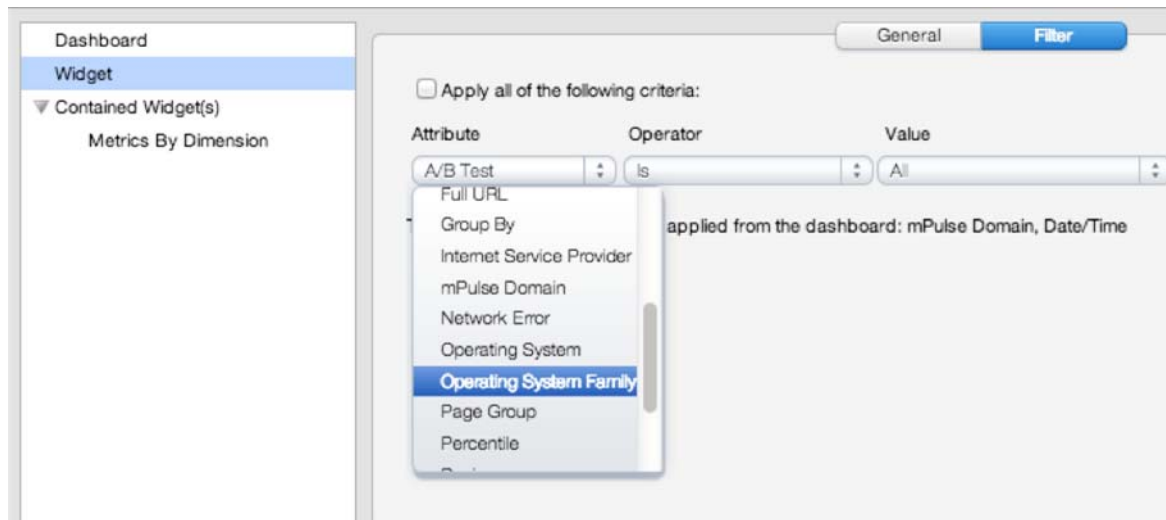 Dashboard
Widget
Contained Widget(s)
Metrics By Dimension
General
Filter
Apply all of the following criteria:
Attribute
Operator
Value
A/B Test
Is
All
Full URL
Group By
Internet Service Provider
mPulse Domain
Network Error
Operating System
Operating System Family
Page Group
Percentile
applied from the dashboard: mPulse Domain, Date/Time